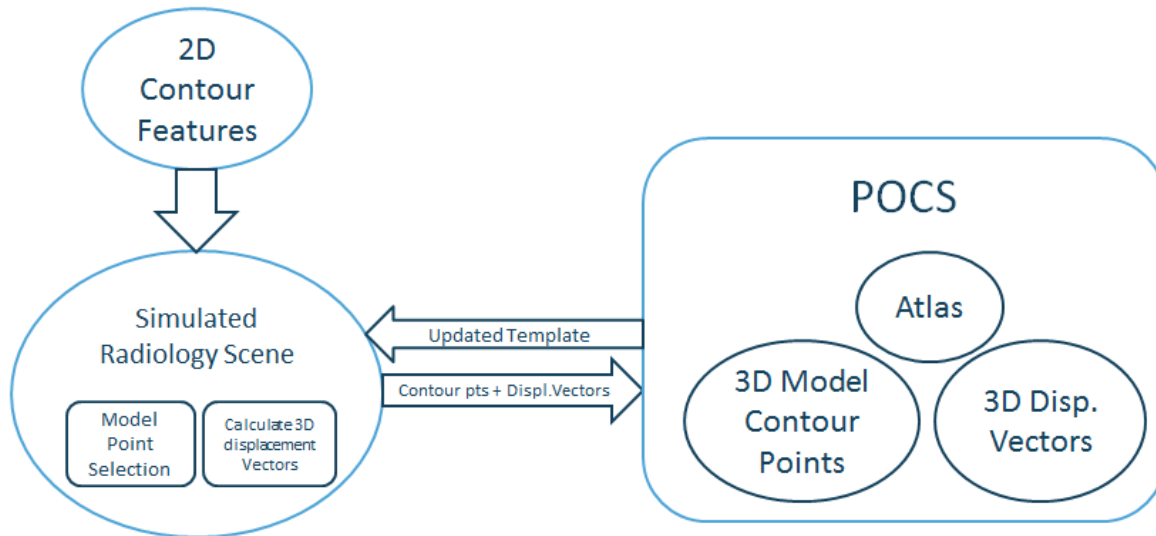 2D
Contour
Features
Simulated
Radiology Scene
Model
Point
Selection
Calculate 3D
displacement
Vectors
Updated Template
Contour pts + Displ.Vectors
POCS
Atlas
3D Model
Contour
Points
3D Disp.
Vectors